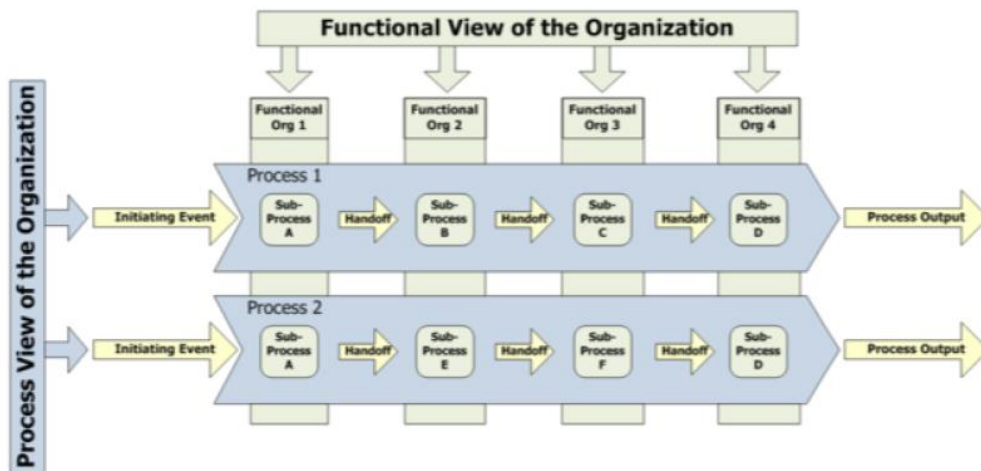 Functional View of the Organization
Process View of the Organization
Functional
Org 1
Functional
Org 2
Functional
Org 3
Functional
Org 4
Process 1
Initiating Event
Sub-
Process
A
Handoff
Sub-
Process
B
Handoff
Sub-
Process
C
Handoff
Sub-
Process
D
Process Output
Process 2
Initiating Event
Sub-
Process
A
Handoff
Sub-
Process
E
Handoff
Sub-
Process
F
Handoff
Sub-
Process
D
Process Output